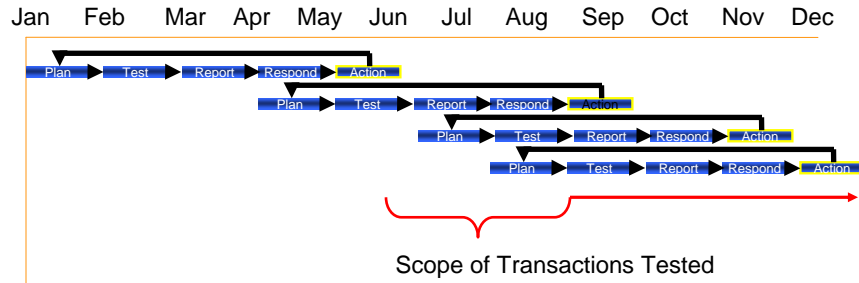 Jan Feb Mar Apr May Jun Jul Aug Sep Oct Nov Dec
Plan Test Report Respond Action
Plan Test Report Respond Action
Plan Test Report Respond Action
Plan Test Report Respond Action
Scope of Transactions Tested